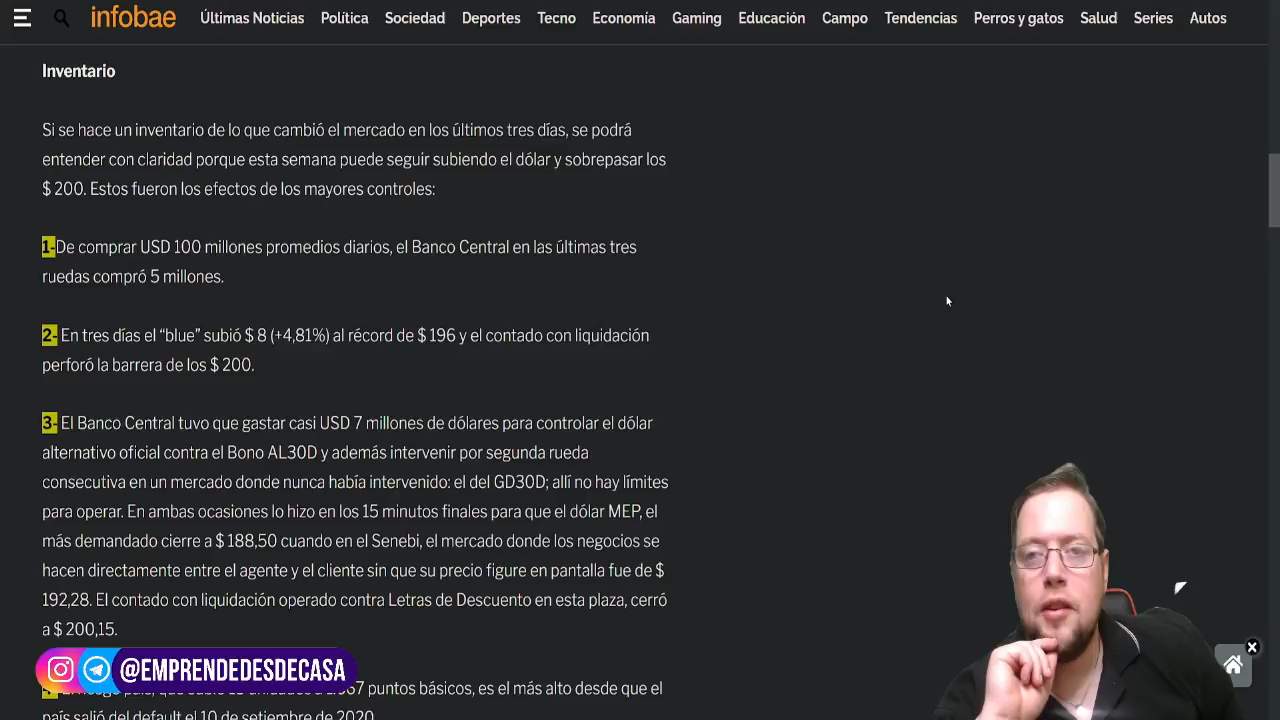 infobae
Últimas Noticias Política Sociedad Deportes Tecno Economía Gaming Educación Campo Tendencias Perros y gatos Salud Series Autos
Inventario
Si se hace un inventario de lo que cambió el mercado en los últimos tres días, se podrá
entender con claridad porque esta semana puede seguir subiendo el dólar y sobrepasar los
$ 200. Estos fueron los efectos de los mayores controles:
1-De comprar USD 100 millones promedios diarios, el Banco Central en las últimas tres
ruedas compró 5 millones.
2- En tres días el “blue” subió $ 8 (+4,81%) al récord de $ 196 y el contado con liquidación
perforó la barrera de los $ 200.
3- El Banco Central tuvo que gastar casi USD 7 millones de dólares para controlar el dólar
alternativo oficial contra el Bono AL30D y además intervenir por segunda rueda
consecutiva en un mercado donde nunca había intervenido: el del GD30D; allí no hay límites
para operar. En ambas ocasiones lo hizo en los 15 minutos finales para que el dólar MEP, el
más demandado cierre a $ 188,50 cuando en el Senebi, el mercado donde los negocios se
hacen directamente entre el agente y el cliente sin que su precio figure en pantalla fue de $
192,28. El contado con liquidación operado contra Letras de Descuento en esta plaza, cerró
a $ 200,15.
@EMPRENDEDESDECASA
puntos básicos, es el más alto desde que el
país salió del default el 10 de setiembre de 2020